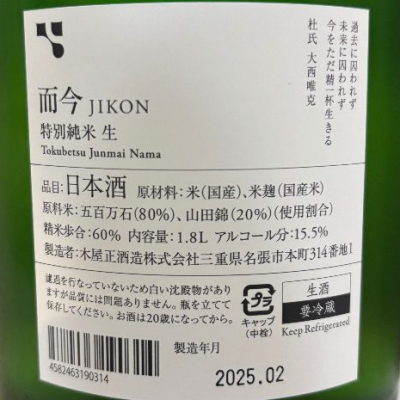 過去に囚われず
未来に囚われず
今をただ精一杯生きる
杜氏 大西唯克
而今 JIKON
特別純米 生
Tokubetsu Junmai Nama
品目:日本酒 原材料:米(国産)、米麹(国産米)
原料米:五百万石(80%)、山田錦(20%)(使用割合)
精米歩合:60% 内容量:1.8L アルコール分:15.5%
製造者:木屋正酒造株式会社三重県名張市本町314番地1
濾過を行なっていないため白い沈殿物があり
ますが品質には問題ありません。瓶を立てて
保存してください。お酒は20歳になってから。
4582463190314
プラ
キャップ
(中栓)
生酒
要冷蔵
Keep Refrigerated
製造年月
2025.02